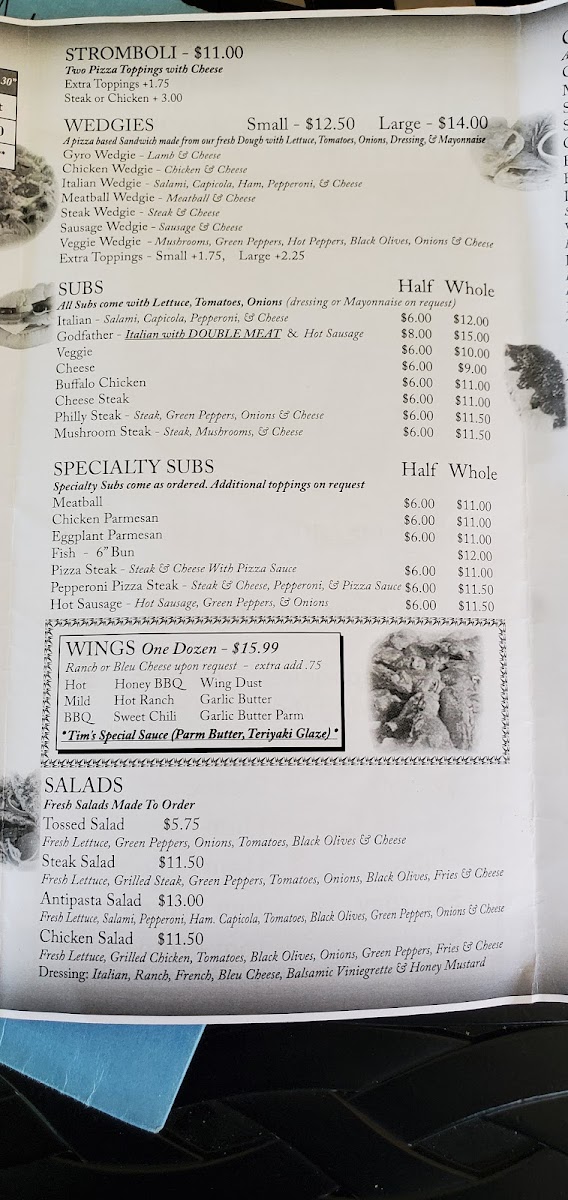 30"
STROMBOLI - $11.00
Two Pizza Toppings with Cheese
Extra Toppings +1.75
Steak or Chicken + 3.00
WEDGIES Small - $12.50 Large - $14.00
A pizza based Sandwich made from our fresh Dough with Lettuce, Tomatoes, Onions, Dressing, & Mayonnaise
Gyro Wedgie - Lamb & Cheese
Chicken Wedgie - Chicken & Cheese
Italian Wedgie - Salami, Capicola, Ham, Pepperoni, & Cheese
Meatball Wedgie - Meatball & Cheese
Steak Wedgie - Steak & Cheese
Sausage Wedgie - Sausage & Cheese
Veggie Wedgie - Mushrooms, Green Peppers, Hot Peppers, Black Olives, Onions & Cheese
Extra Toppings - Small +1.75, Large +2.25
SUBS Half Whole
All Subs come with Lettuce, Tomatoes, Onions (dressing or Mayonnaise on request)
Italian - Salami, Capicola, Pepperoni, & Cheese $6.00 $12.00
Godfather - Italian with DOUBLE MEAT & Hot Sausage $8.00 $15.00
Veggie $6.00 $10.00
Cheese $6.00 $9.00
Buffalo Chicken $6.00 $11.00
Cheese Steak $6.00 $11.00
Philly Steak - Steak, Green Peppers, Onions & Cheese $6.00 $11.50
Mushroom Steak - Steak, Mushrooms, & Cheese $6.00 $11.50
SPECIALTY SUBS Half Whole
Specialty Subs come as ordered. Additional toppings on request
Meatball $6.00 $11.00
Chicken Parmesan $6.00 $11.00
Eggplant Parmesan $6.00 $11.00
Fish - 6" Bun $12.00
Pizza Steak - Steak & Cheese With Pizza Sauce $6.00 $11.00
Pepperoni Pizza Steak - Steak & Cheese, Pepperoni, & Pizza Sauce $6.00 $11.50
Hot Sausage - Hot Sausage, Green Peppers, & Onions $6.00 $11.50
WINGS One Dozen - $15.99
Ranch or Bleu Cheese upon request - extra add .75
Hot Honey BBQ Wing Dust
Mild Hot Ranch Garlic Butter
BBQ Sweet Chili Garlic Butter Parm
*Tim's Special Sauce (Parm Butter, Teriyaki Glaze) *
SALADS
Fresh Salads Made To Order
Tossed Salad $5.75
Fresh Lettuce, Green Peppers, Onions, Tomatoes, Black Olives & Cheese
Steak Salad $11.50
Fresh Lettuce, Grilled Steak, Green Peppers, Tomatoes, Onions, Black Olives, Fries & Cheese
Antipasta Salad $13.00
Fresh Lettuce, Salami, Pepperoni, Ham. Capicola, Tomatoes, Black Olives, Green Peppers, Onions & Cheese
Chicken Salad $11.50
Fresh Lettuce, Grilled Chicken, Tomatoes, Black Olives, Onions, Green Peppers, Fries & Cheese
Dressing: Italian, Ranch, French, Bleu Cheese, Balsamic Viniegrette & Honey Mustard